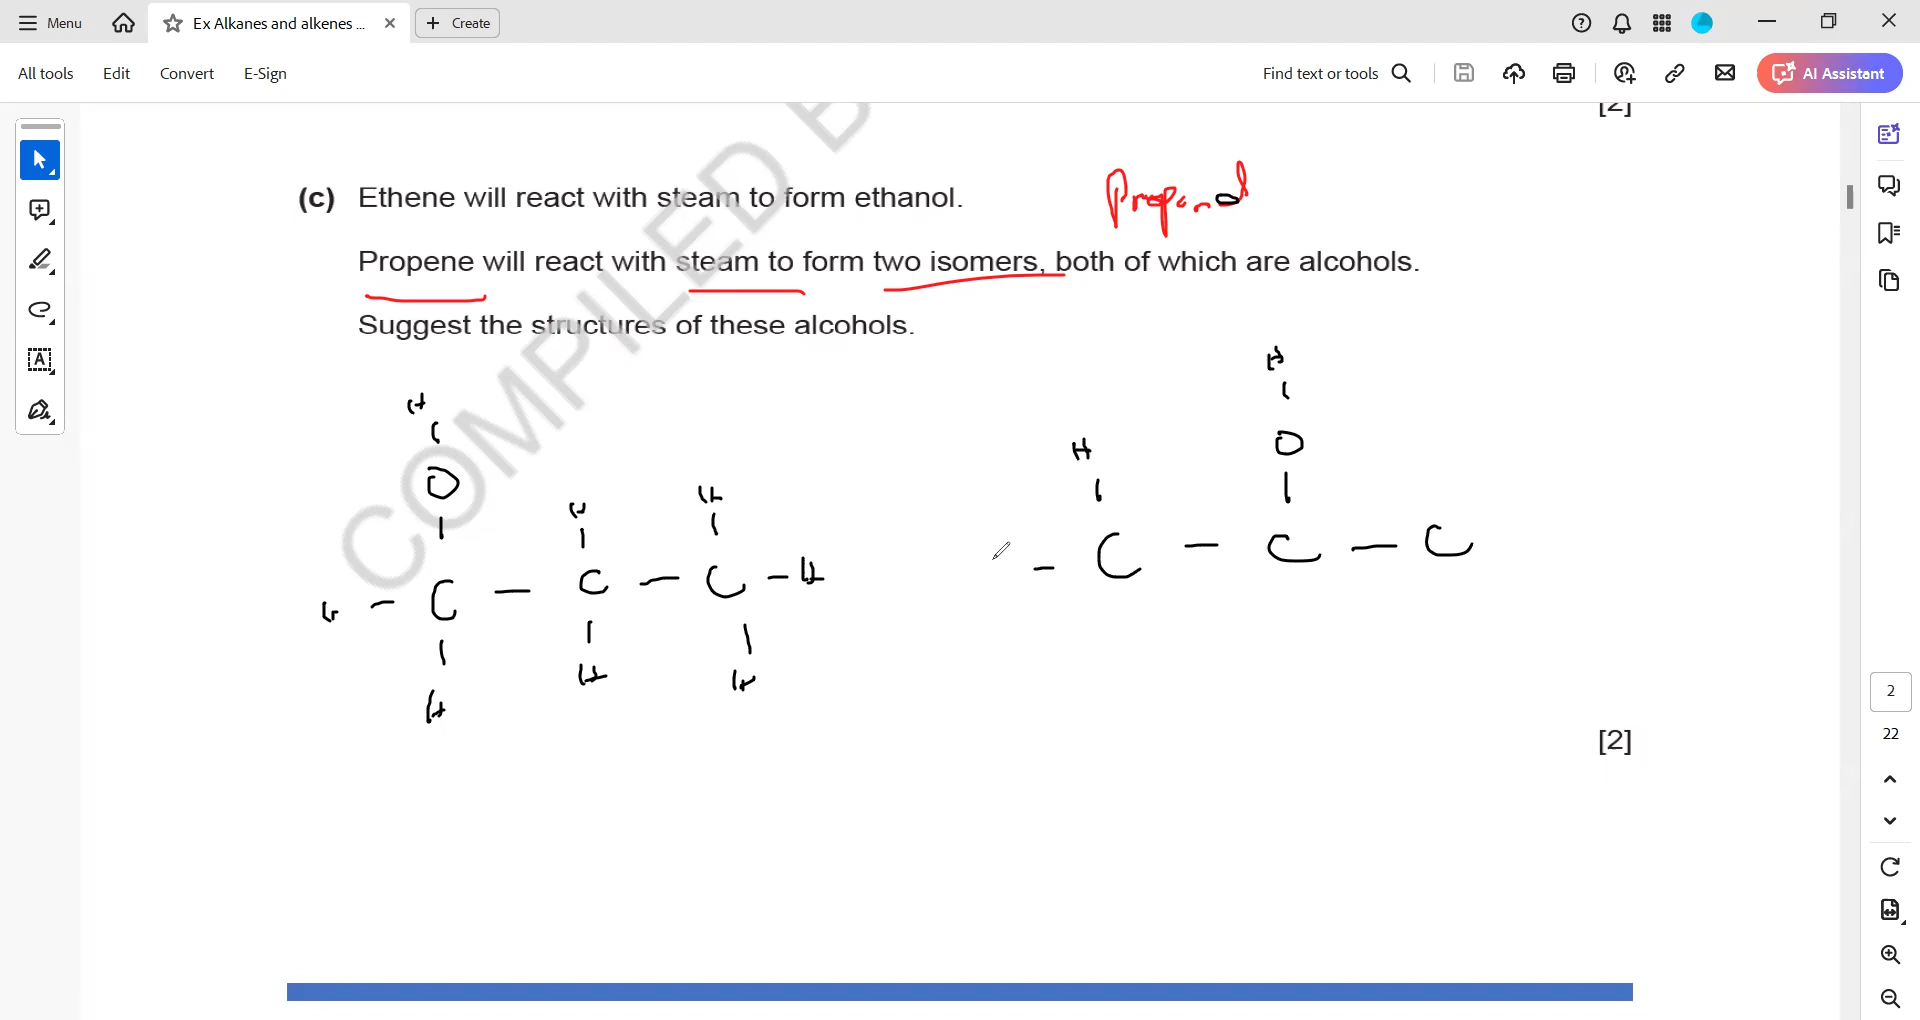 Menu
Ex Alkanes and alkenes ...
Create
All tools
Edit
Convert
E-Sign
Find text or tools
AI Assistant
[2]
COMPILED B
(c) Ethene will react with steam to form ethanol.
Propanol
Propene will react with steam to form two isomers, both of which are alcohols.
Suggest the structures of these alcohols.
H
H
O
H
O
H
H
H
C – C – C
H – C – C – C – H
H
H
H
[2]
2
22